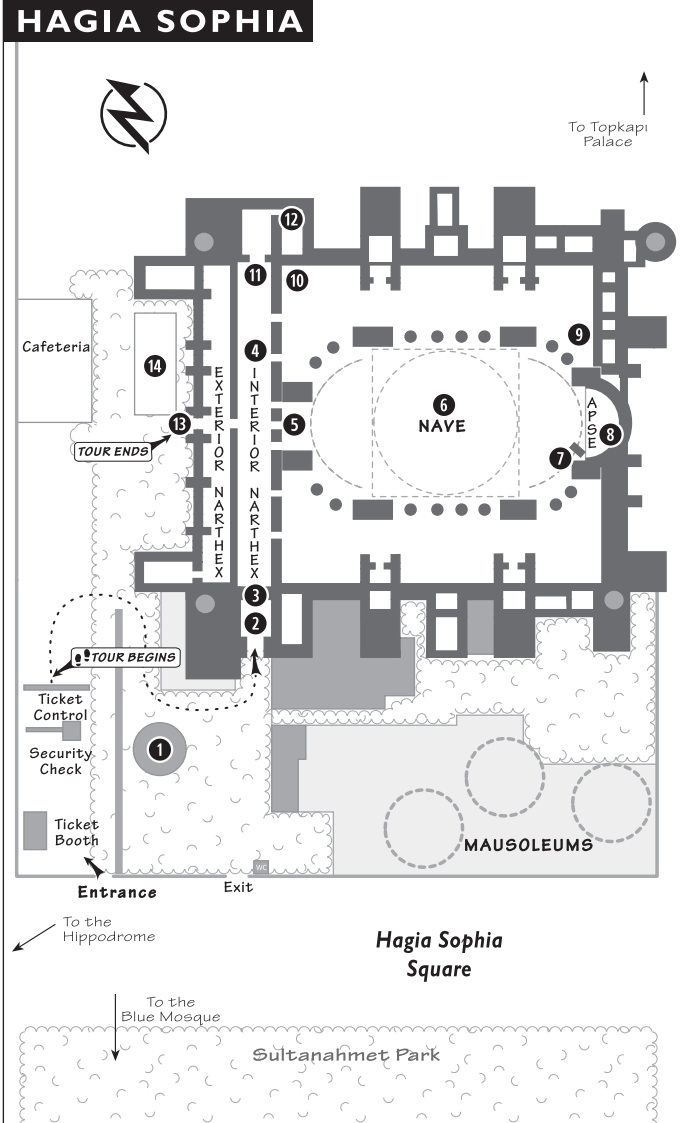 HAGIA SOPHIA
To Topkapı
Palace
12
11
10
Cafeteria
14
4
9
EXTERIOR NARTHEX
INTERIOR NARTHEX
13
5
6
NAVE
APSE
8
7
TOUR ENDS
3
2
TOUR BEGINS
Ticket
Control
Security
Check
1
Ticket
Booth
MAUSOLEUMS
WC
Entrance
Exit
To the
Hippodrome
Hagia Sophia
Square
To the
Blue Mosque
Sultanahmet Park